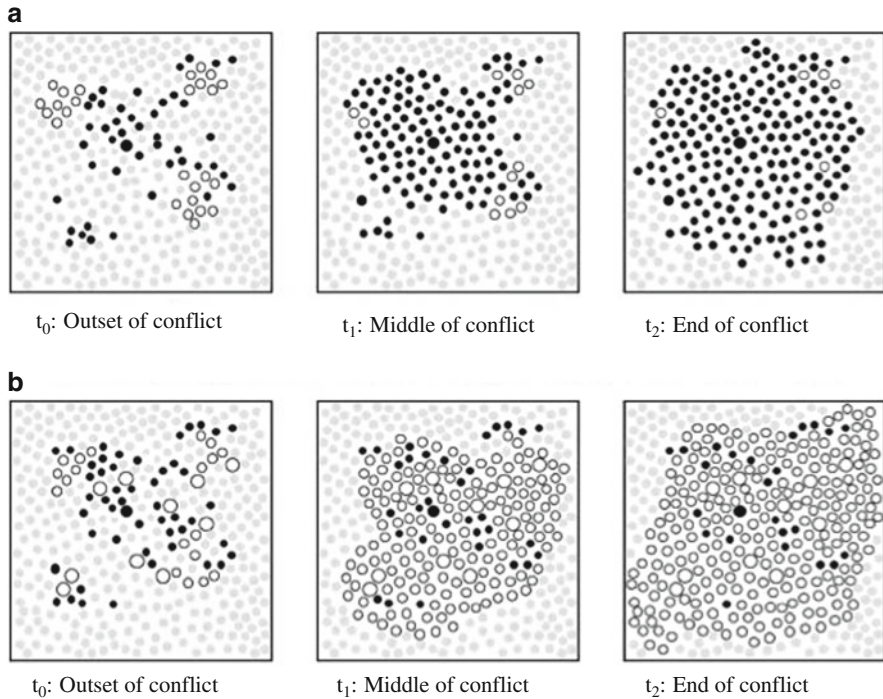 a
t0: Outset of conflict t1: Middle of conflict t2: End of conflict
b
t0: Outset of conflict t1: Middle of conflict t2: End of conflict